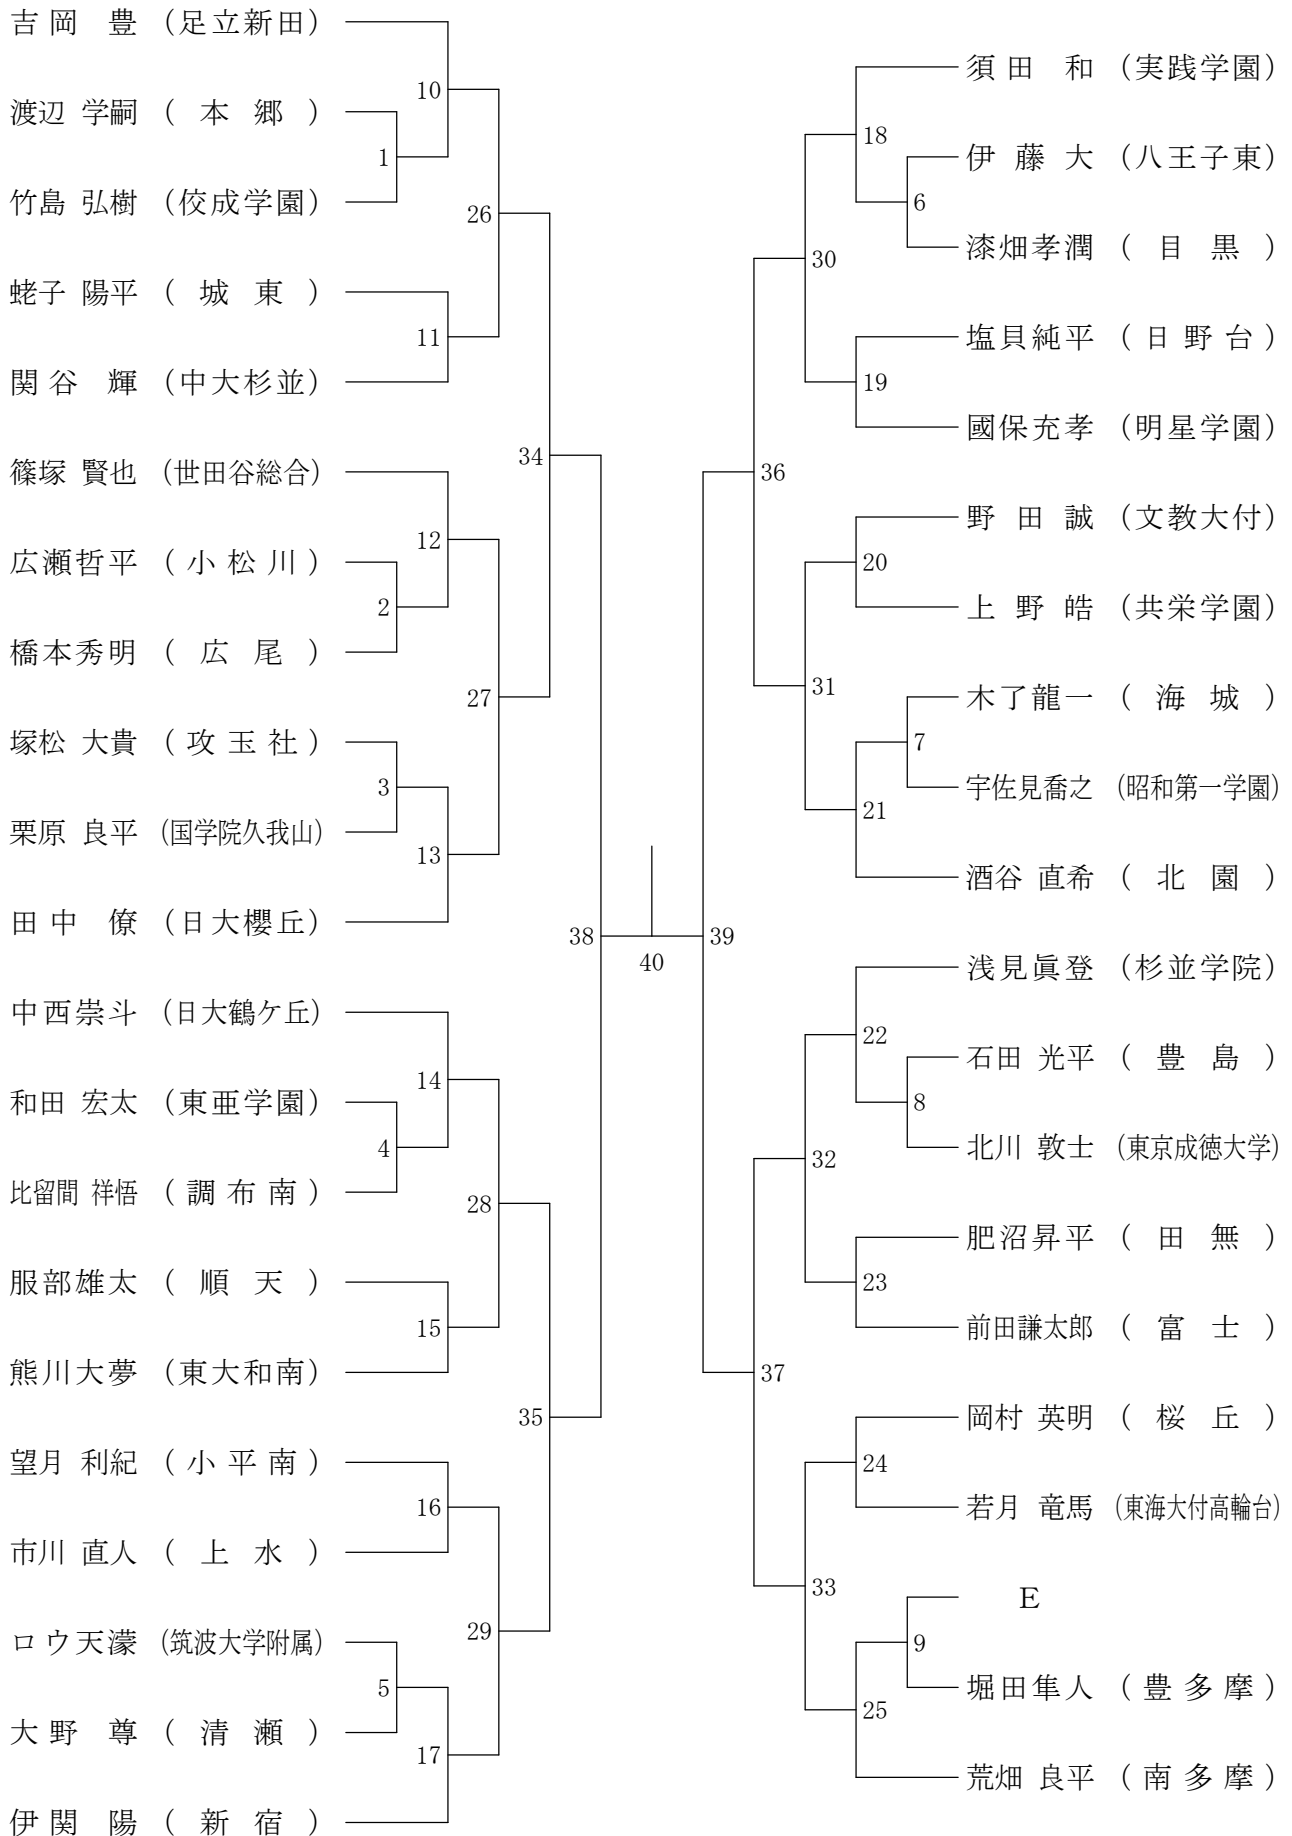 吉岡 豊 (足立新田)
渡辺 学嗣 (本郷)
竹島 弘樹 (佼成学園)
蛯子 陽平 (城東)
関谷 輝 (中大杉並)
篠塚 賢也 (世田谷総合)
広瀬哲平 (小松川)
橋本秀明 (広尾)
塚松 大貴 (攻玉社)
栗原 良平 (国学院久我山)
田中 僚 (日大櫻丘)
中西崇斗 (日大鶴ケ丘)
和田 宏太 (東亜学園)
比留間 祥悟 (調布南)
服部雄太 (順天)
熊川大夢 (東大和南)
望月 利紀 (小平南)
市川 直人 (上水)
ロウ天濛 (筑波大学附属)
大野 尊 (清瀬)
伊関 陽 (新宿)
1
2
3
4
5
10
11
12
13
14
15
16
17
26
27
28
29
34
35
38
40
39
36
37
30
31
32
33
18
19
20
21
22
23
24
25
6
7
8
9
須田 和 (実践学園)
伊藤大 (八王子東)
漆畑孝潤 (目黒)
塩貝純平 (日野台)
國保充孝 (明星学園)
野田誠 (文教大付)
上野皓 (共栄学園)
木了龍一 (海城)
宇佐見喬之 (昭和第一学園)
酒谷 直希 (北園)
浅見眞登 (杉並学院)
石田 光平 (豊島)
北川 敦士 (東京成徳大学)
肥沼昇平 (田無)
前田謙太郎 (富士)
岡村 英明 (桜丘)
若月 竜馬 (東海大付高輪台)
E
堀田隼人 (豊多摩)
荒畑 良平 (南多摩)